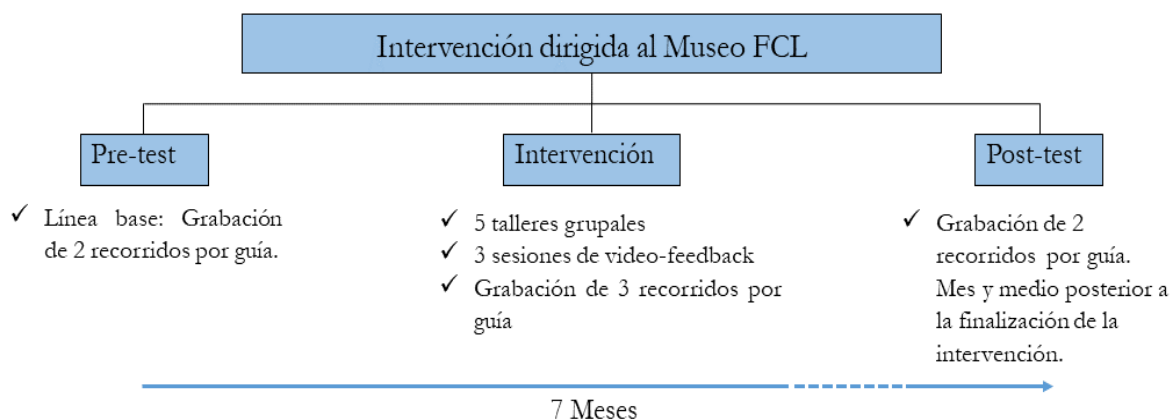 Intervención dirigida al Museo FCL
Pre-test
Intervención
Post-test
✓ Línea base: Grabación
de 2 recorridos por guía.
✓ 5 talleres grupales
✓ 3 sesiones de video-feedback
✓ Grabación de 3 recorridos por
guía
✓ Grabación de 2
recorridos por guía.
Mes y medio posterior a
la finalización de la
intervención.
7 Meses